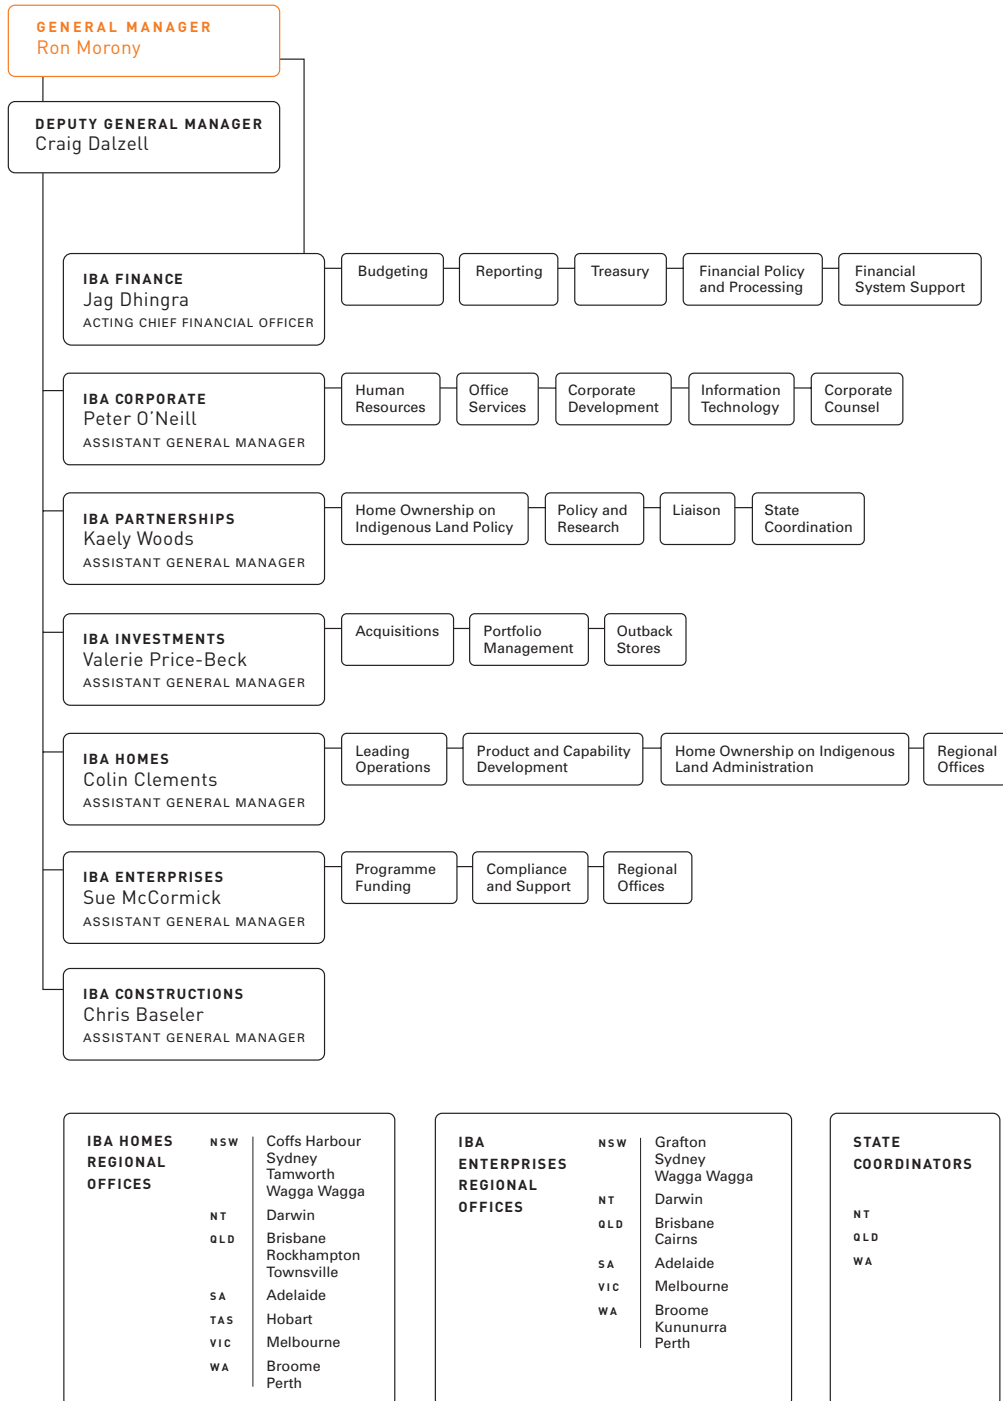 GENERAL MANAGER
Ron Morony
DEPUTY GENERAL MANAGER
Craig Dalzell
IBA FINANCE
Jag Dhingra
ACTING CHIEF FINANCIAL OFFICER
Budgeting
Reporting
Treasury
Financial Policy
and Processing
Financial
System Support
IBA CORPORATE
Peter O'Neill
ASSISTANT GENERAL MANAGER
Human
Resources
Office
Services
Corporate
Development
Information
Technology
Corporate
Counsel
IBA PARTNERSHIPS
Kaely Woods
ASSISTANT GENERAL MANAGER
Home Ownership on
Indigenous Land Policy
Policy and
Research
Liaison
State
Coordination
IBA INVESTMENTS
Valerie Price-Beck
ASSISTANT GENERAL MANAGER
Acquisitions
Portfolio
Management
Outback
Stores
IBA HOMES
Colin Clements
ASSISTANT GENERAL MANAGER
Leading
Operations
Product and Capability
Development
Home Ownership on Indigenous
Land Administration
Regional
Offices
IBA ENTERPRISES
Sue McCormick
ASSISTANT GENERAL MANAGER
Programme
Funding
Compliance
and Support
Regional
Offices
IBA CONSTRUCTIONS
Chris Baseler
ASSISTANT GENERAL MANAGER
IBA HOMES
REGIONAL
OFFICES
NSW Coffs Harbour
Sydney
Tamworth
Wagga Wagga
NT Darwin
QLD Brisbane
Rockhampton
Townsville
SA Adelaide
TAS Hobart
VIC Melbourne
WA Broome
Perth
IBA
ENTERPRISES
REGIONAL
OFFICES
NSW Grafton
Sydney
Wagga Wagga
NT Darwin
QLD Brisbane
Cairns
SA Adelaide
VIC Melbourne
WA Broome
Kununurra
Perth
STATE
COORDINATORS
NT
QLD
WA